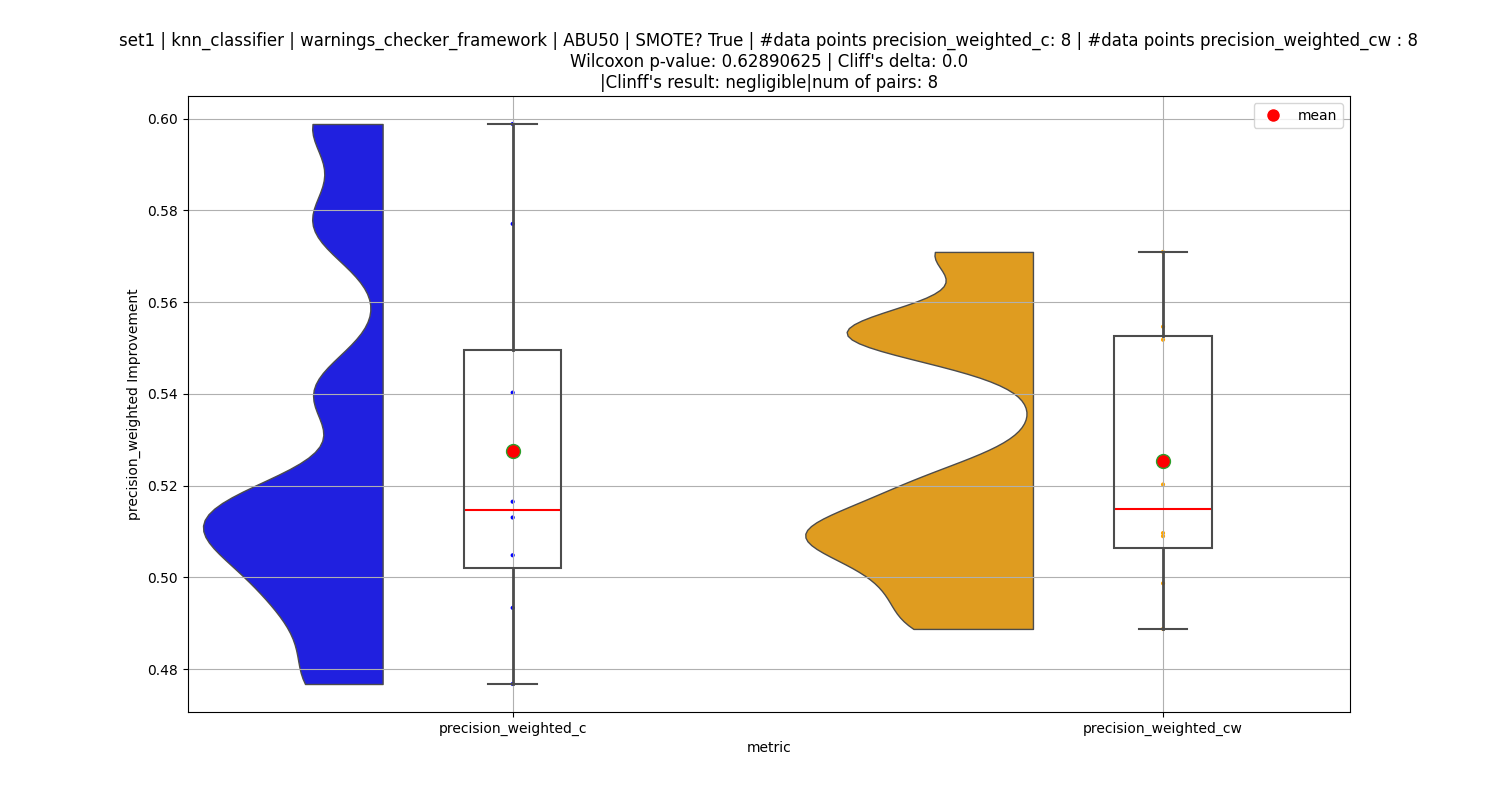 set1 | knn_classifier | warnings_checker_framework | ABU50 | SMOTE? True | #data points precision_weighted_c: 8 | #data points precision_weighted_cw : 8
Wilcoxon p-value: 0.62890625 | Cliff's delta: 0.0
|Clinff's result: negligible|num of pairs: 8
mean
0.60
0.58
0.56
0.54
0.52
0.50
0.48
precision_weighted Improvement
precision_weighted_c
precision_weighted_cw
metric